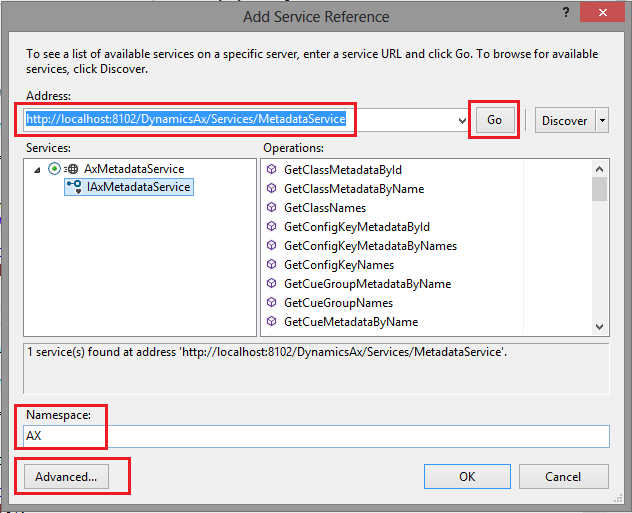 Add Service Reference
?
To see a list of available services on a specific server, enter a service URL and click Go. To browse for available
services, click Discover.
Address:
http://localhost:8102/DynamicsAx/Services/MetadataService
Go
Discover
Services:
Operations:
AxMetadataService
IAxMetadataService
GetClassMetadataById
GetClassMetadataByName
GetClassNames
GetConfigKeyMetadataById
GetConfigKeyMetadataByNames
GetConfigKeyNames
GetCueGroupMetadataByName
GetCueGroupNames
GetCueMetadataByName
1 service(s) found at address 'http://localhost:8102/DynamicsAx/Services/MetadataService'.
Namespace:
AX
Advanced...
OK
Cancel